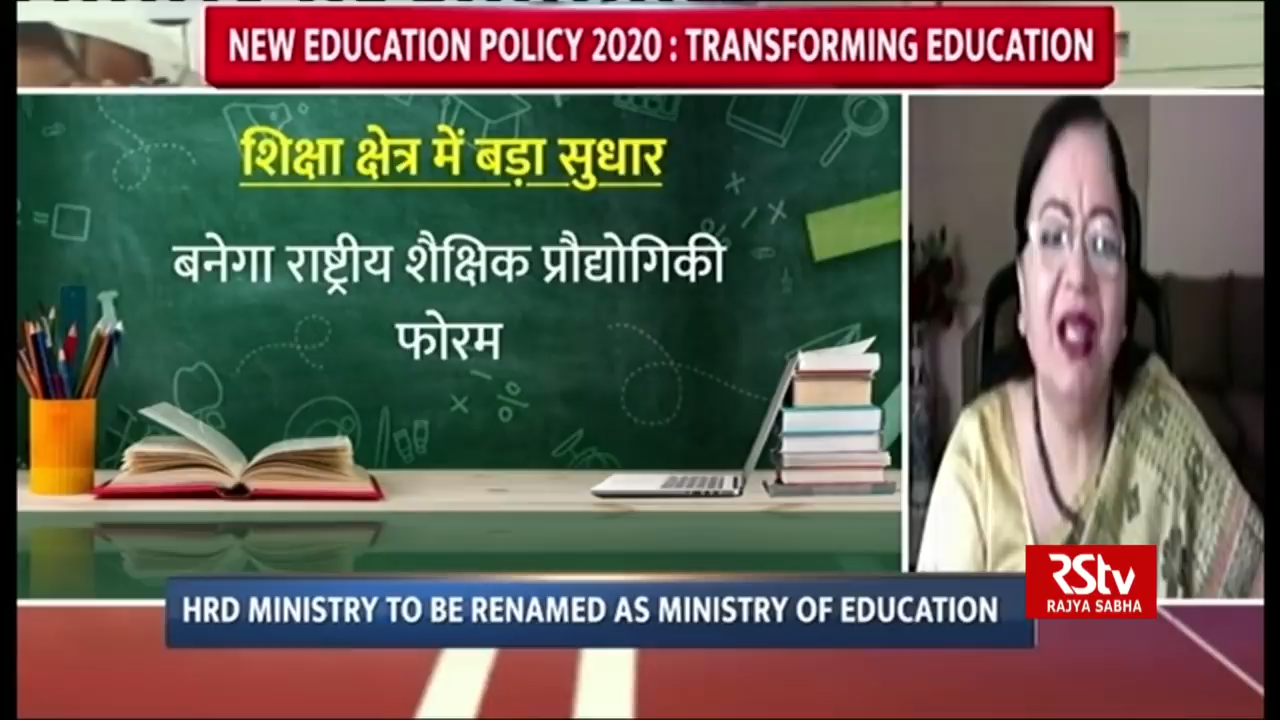 NEW EDUCATION POLICY 2020 : TRANSFORMING EDUCATION
शिक्षा क्षेत्र में बड़ा सुधार
बनेगा राष्ट्रीय शैक्षिक प्रौद्योगिकी
फोरम
HRD MINISTRY TO BE RENAMED AS MINISTRY OF EDUCATION
RStv
RAJYA SABHA